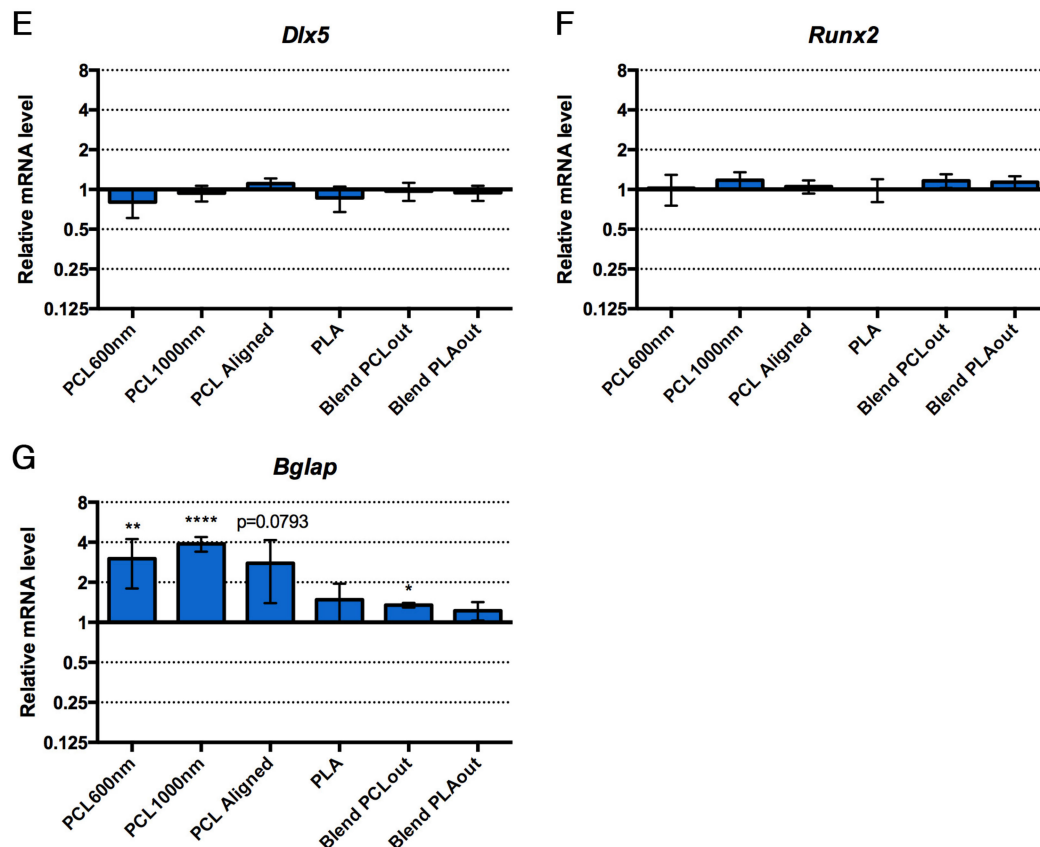 E
Dlx5
Relative mRNA level
8
4
2
1
0.5
0.25
0.125
PCL600nm
PCL1000nm
PCL Aligned
PLA
Blend PCLout
Blend PLAout
F
Runx2
Relative mRNA level
8
4
2
1
0.5
0.25
0.125
PCL600nm
PCL1000nm
PCL Aligned
PLA
Blend PCLout
Blend PLAout
G
Bglap
Relative mRNA level
8
4
2
1
0.5
0.25
0.125
**
****
p=0.0793
*
PCL600nm
PCL1000nm
PCL Aligned
PLA
Blend PCLout
Blend PLAout